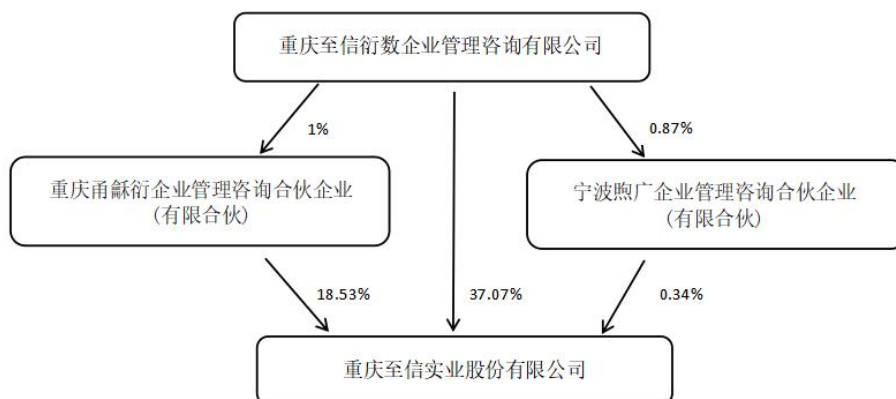 重庆至信衍数企业管理咨询有限公司
1%
0.87%
重庆甬龢衍企业管理咨询合伙企业
(有限合伙)
宁波煦广企业管理咨询合伙企业
(有限合伙)
18.53%
37.07%
0.34%
重庆至信实业股份有限公司